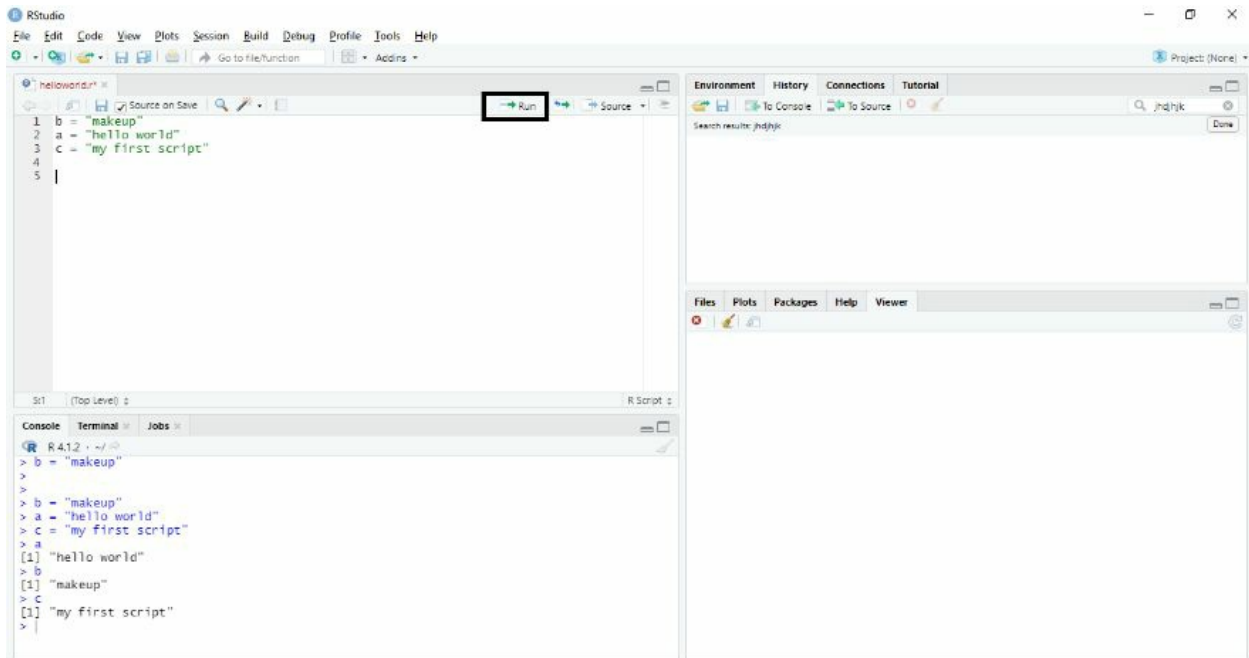 RStudio
File Edit Code View Plots Session Build Debug Profile Tools Help
Go to file/function Addins Project: (None)
helloworld.r*
Source on Save Run Source
1 b = "makeup"
2 a = "hello world"
3 c = "my first script"
4
5
5:1 (Top Level) R Script
Console Terminal Jobs
R 4.1.2 · ~/
> b = "makeup"
>
>
> b = "makeup"
> a = "hello world"
> c = "my first script"
> a
[1] "hello world"
> b
[1] "makeup"
> c
[1] "my first script"
>
Environment History Connections Tutorial
To Console To Source jhdjhjk
Search results: jhdjhjk Done
Files Plots Packages Help Viewer